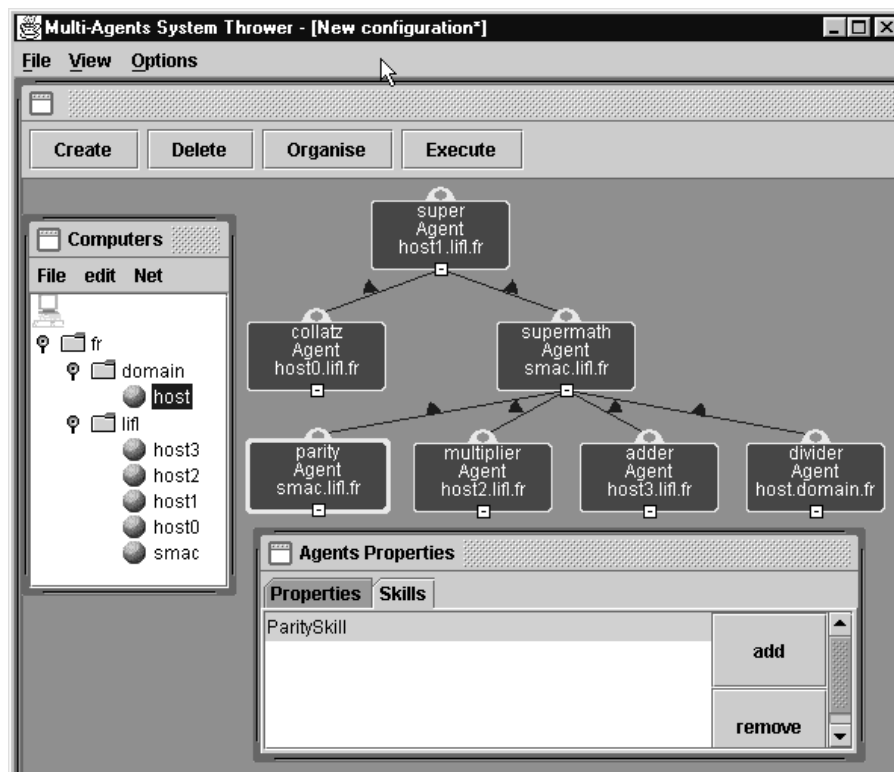 Multi-Agents System Thrower - [New configuration*]
File View Options
Create Delete Organise Execute
super
Agent
host1.lifl.fr
Computers
File edit Net
fr
domain
host
lifl
host3
host2
host1
host0
smac
collatz
Agent
host0.lifl.fr
supermath
Agent
smac.lifl.fr
parity
Agent
smac.lifl.fr
multiplier
Agent
host2.lifl.fr
adder
Agent
host3.lifl.fr
divider
Agent
host.domain.fr
Agents Properties
Properties Skills
ParitySkill
add
remove